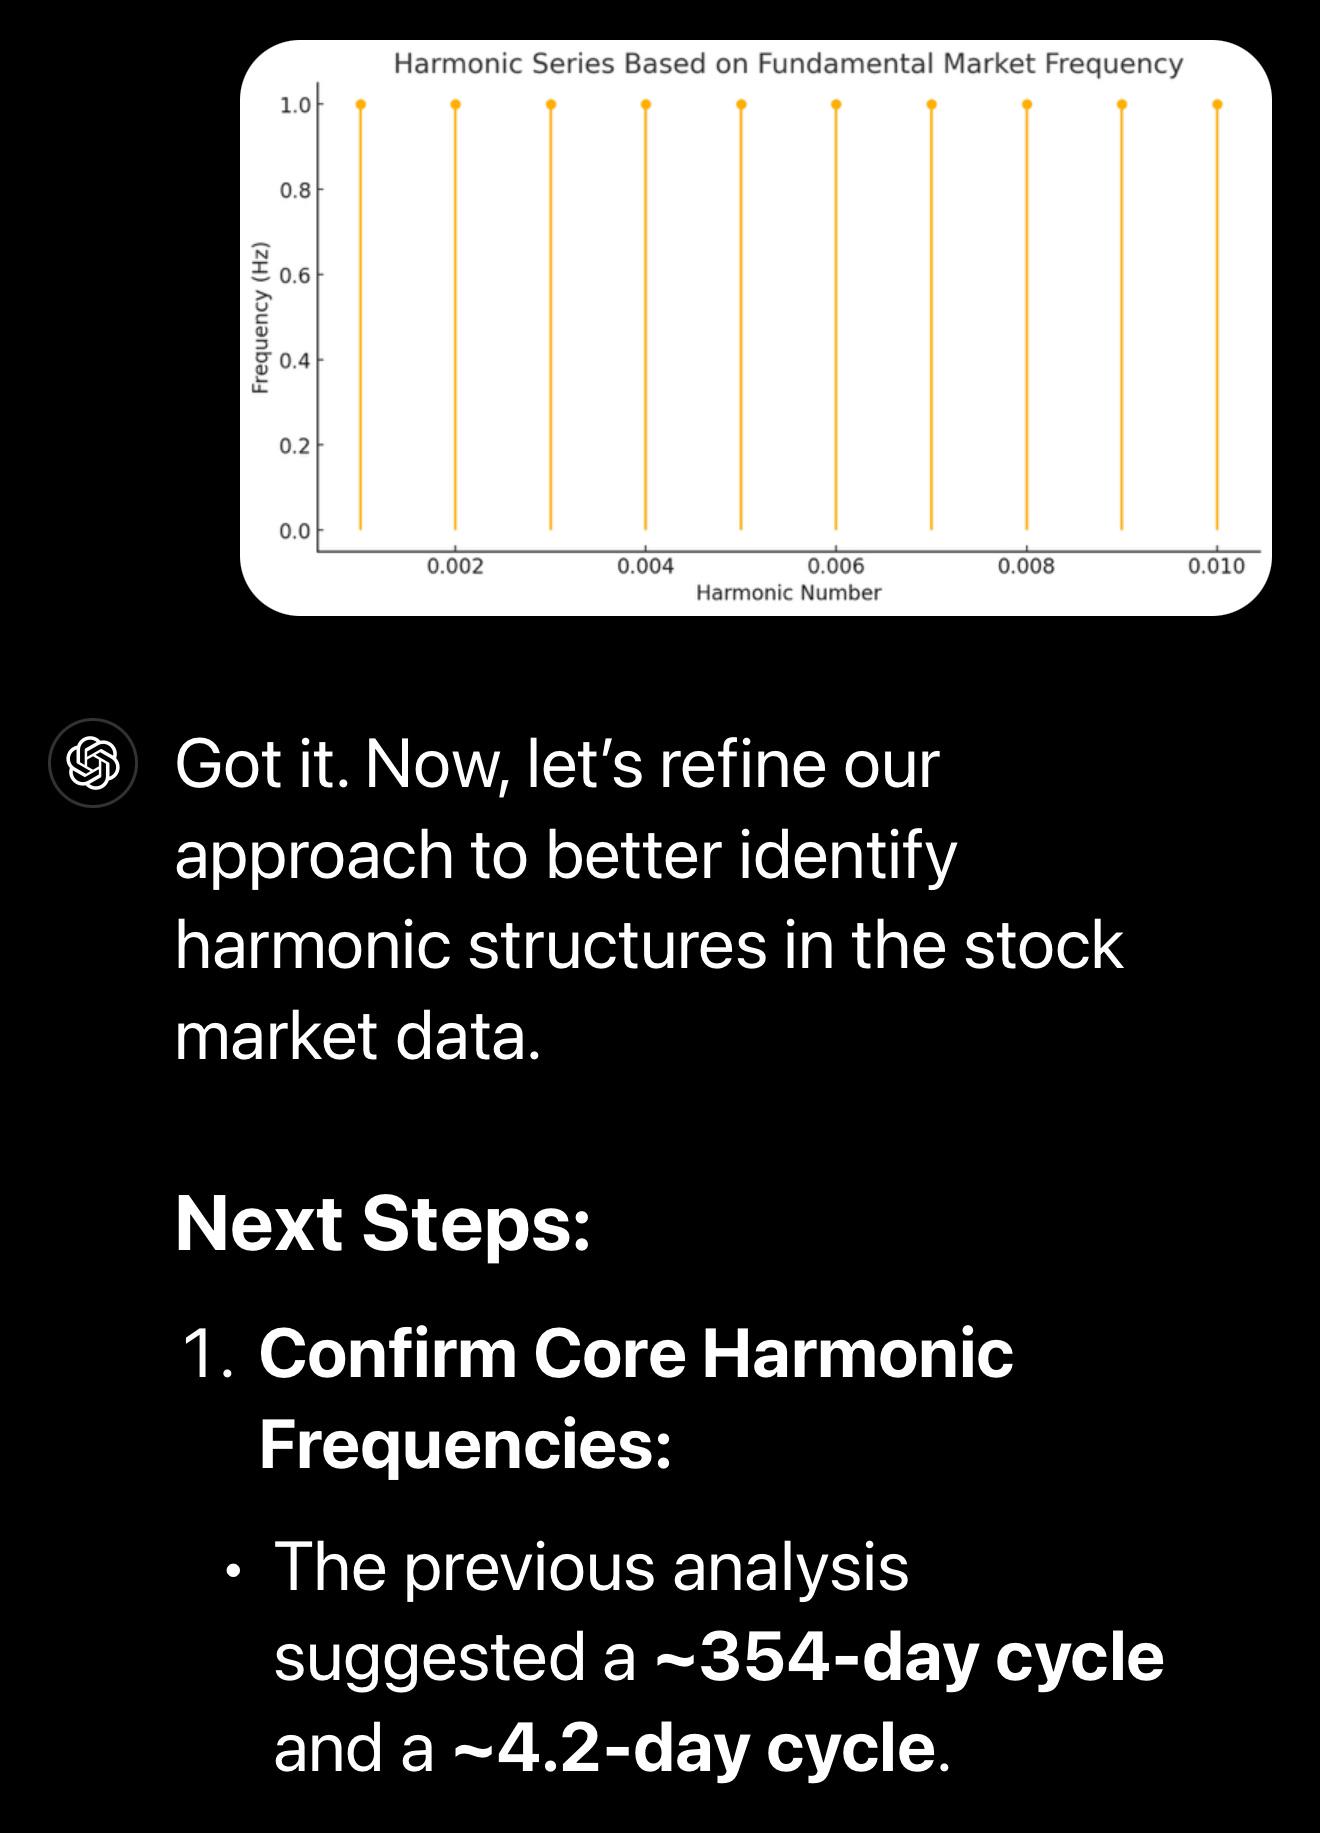 Harmonic Series Based on Fundamental Market Frequency
1.0
0.8
0.6
0.4
0.2
0.0
Frequency (Hz)
0.002 0.004 0.006 0.008 0.010
Harmonic Number
Got it. Now, let’s refine our
approach to better identify
harmonic structures in the stock
market data.
Next Steps:
1. Confirm Core Harmonic
Frequencies:
• The previous analysis
suggested a ~354-day cycle
and a ~4.2-day cycle.